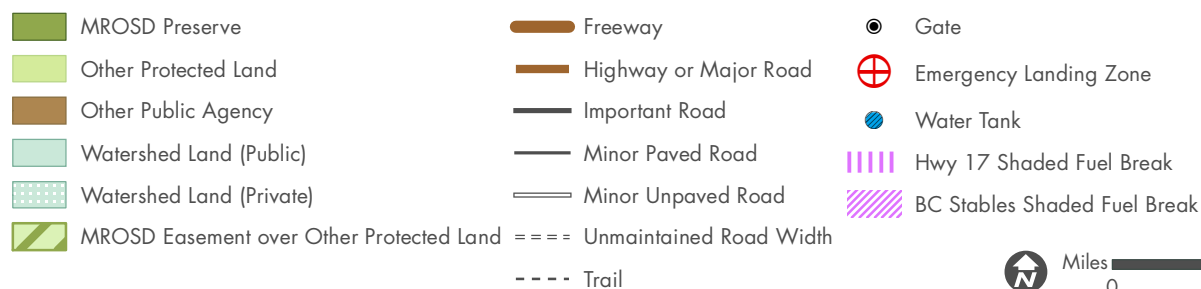 MROSD Preserve
Other Protected Land
Other Public Agency
Watershed Land (Public)
Watershed Land (Private)
MROSD Easement over Other Protected Land
Freeway
Highway or Major Road
Important Road
Minor Paved Road
Minor Unpaved Road
Unmaintained Road Width
Trail
Gate
Emergency Landing Zone
Water Tank
Hwy 17 Shaded Fuel Break
BC Stables Shaded Fuel Break
N
Miles
0